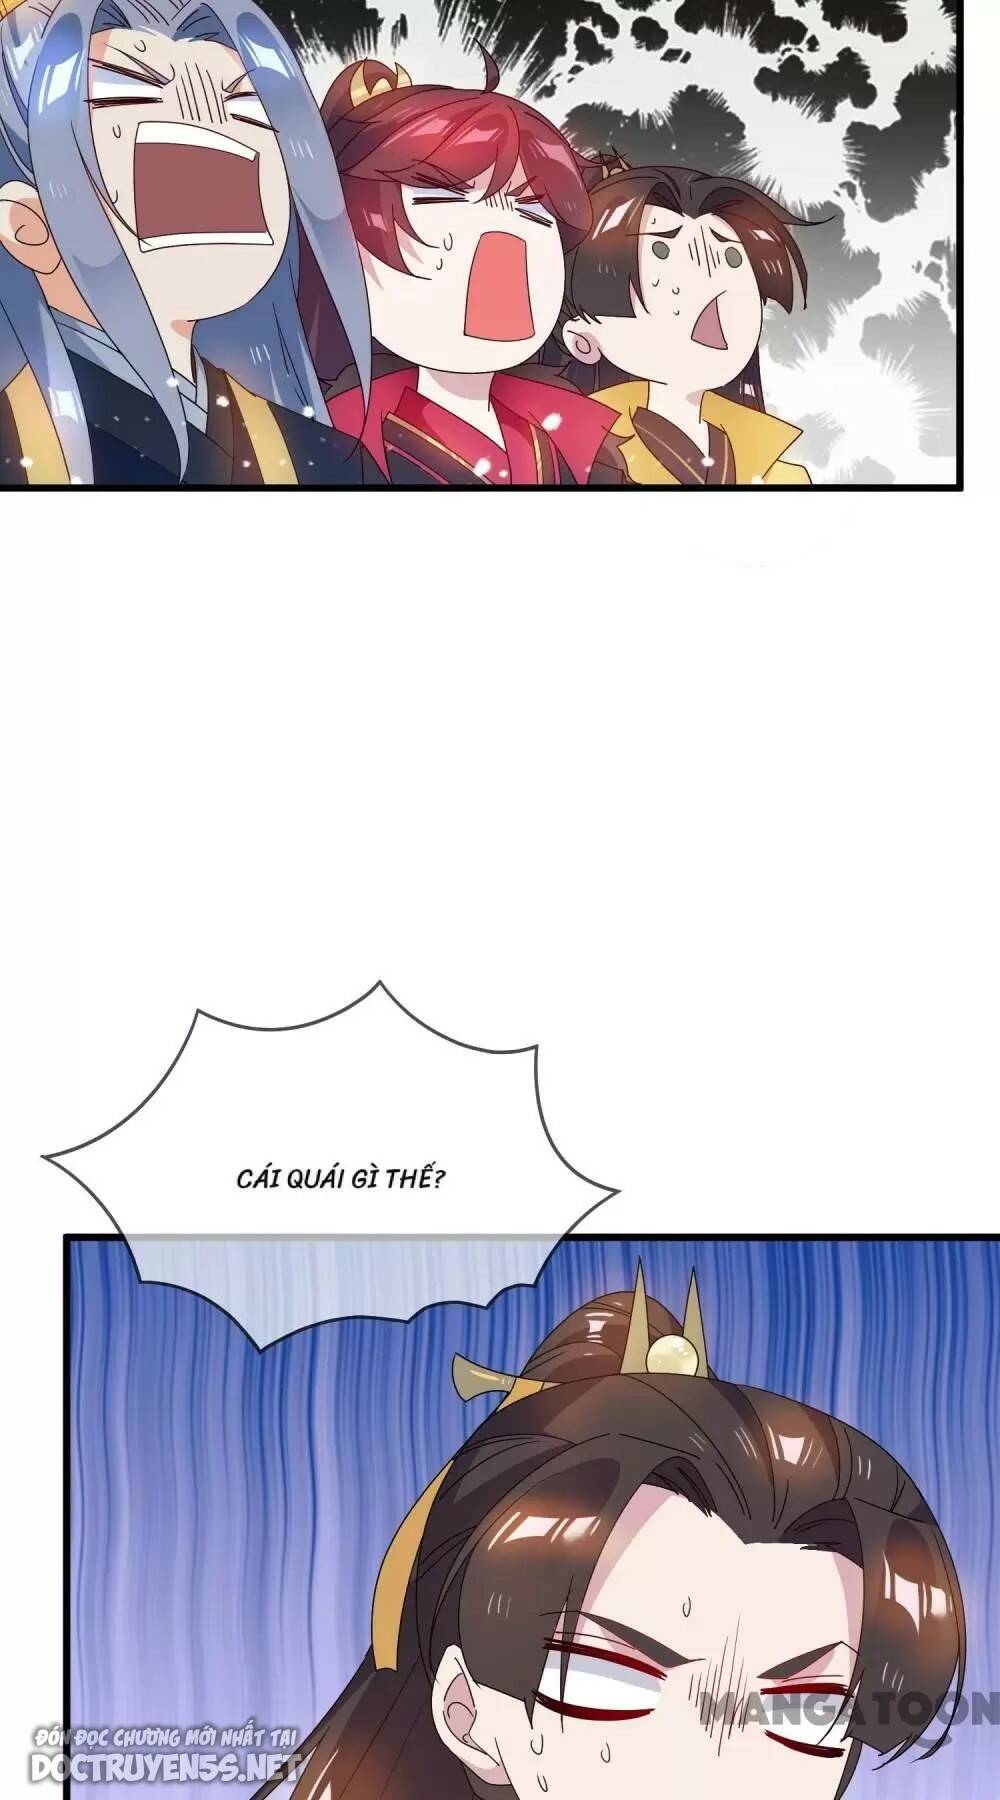 CÁI QUÁI GÌ THẾ?
MANGATOON
ĐÓN ĐỌC CHƯƠNG MỚI NHẤT TẠI
DOCTRUYEN5S.NET